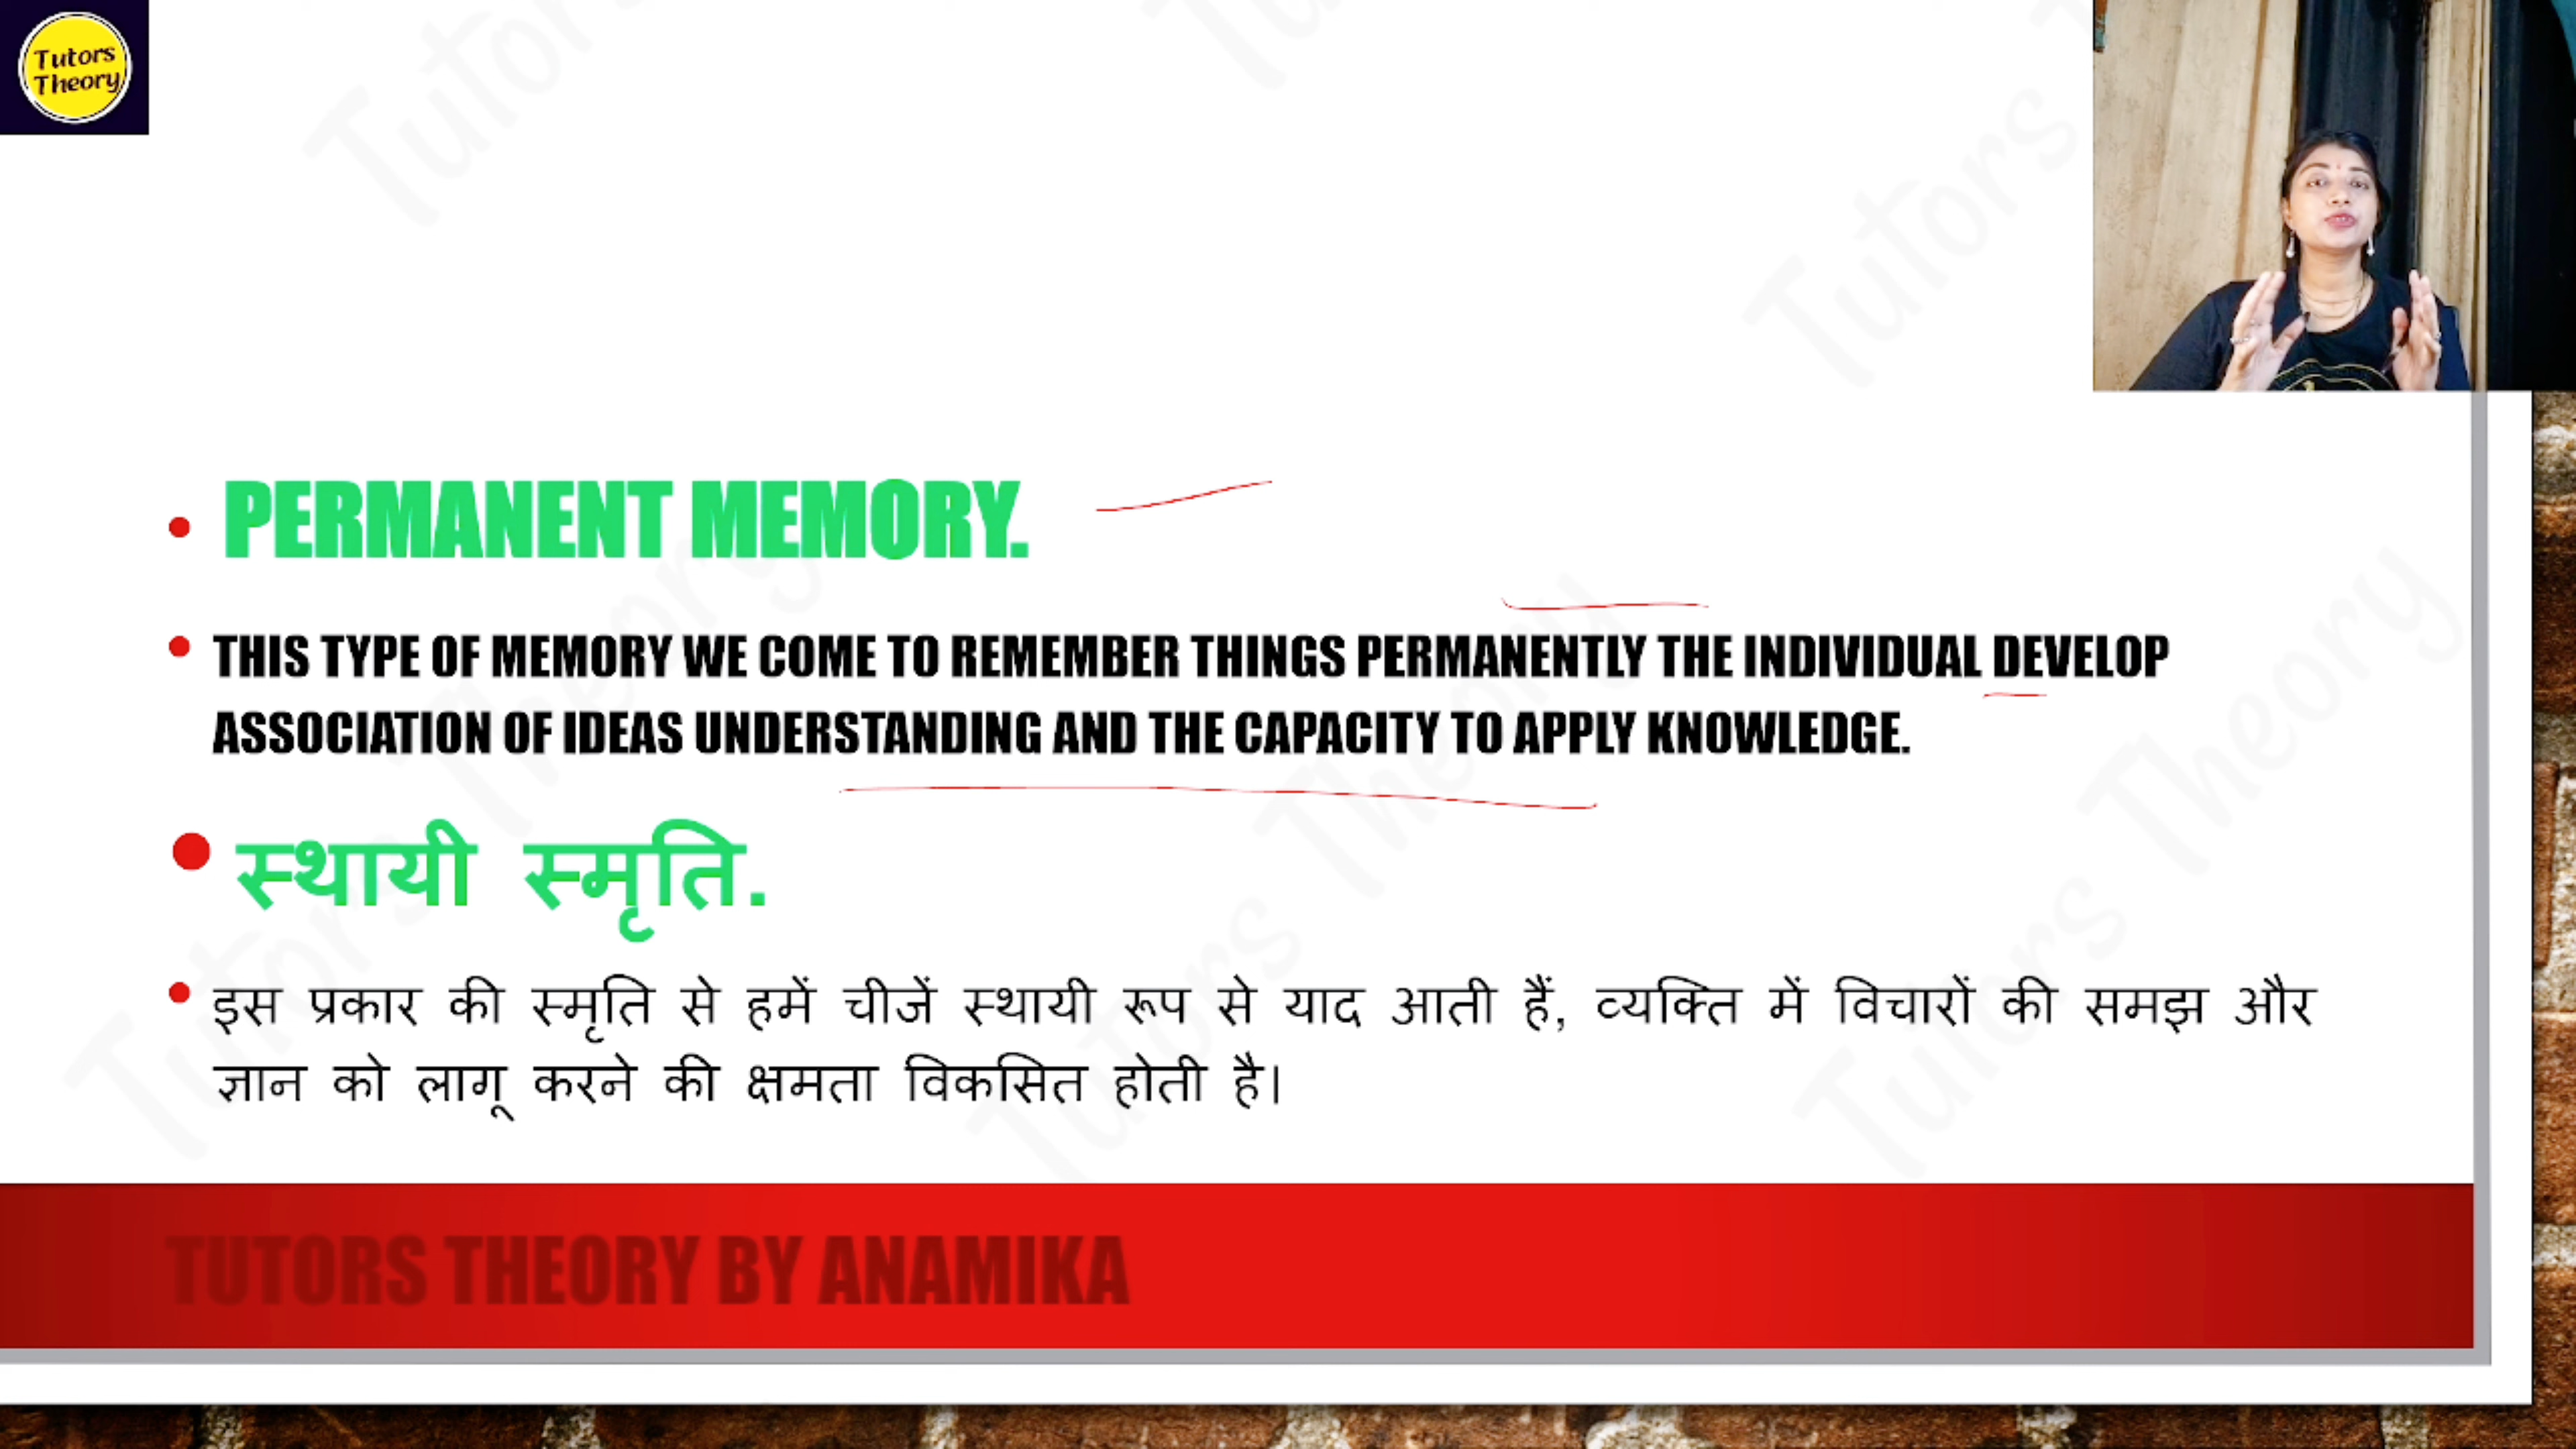 Tutors
Theory
PERMANENT MEMORY.
THIS TYPE OF MEMORY WE COME TO REMEMBER THINGS PERMANENTLY THE INDIVIDUAL DEVELOP
ASSOCIATION OF IDEAS UNDERSTANDING AND THE CAPACITY TO APPLY KNOWLEDGE.
स्थायी स्मृति.
इस प्रकार की स्मृति से हमें चीजें स्थायी रूप से याद आती हैं, व्यक्ति में विचारों की समझ और
ज्ञान को लागू करने की क्षमता विकसित होती है।
TUTORS THEORY BY ANAMIKA